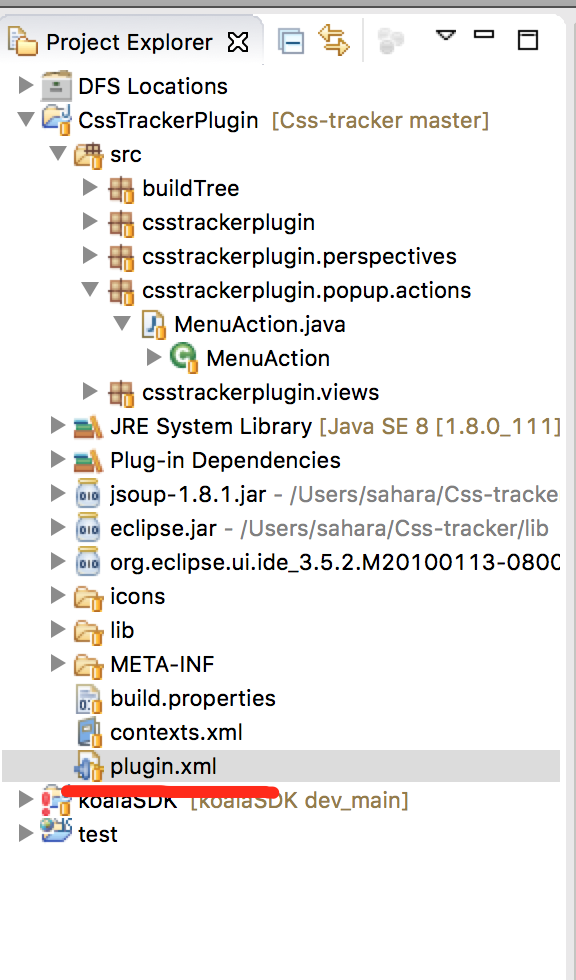 Project Explorer
DFS Locations
CssTrackerPlugin [Css-tracker master]
src
buildTree
csstrackerplugin
csstrackerplugin.perspectives
csstrackerplugin.popup.actions
MenuAction.java
MenuAction
csstrackerplugin.views
JRE System Library [Java SE 8 [1.8.0_111]
Plug-in Dependencies
jsoup-1.8.1.jar - /Users/sahara/Css-tracke
eclipse.jar - /Users/sahara/Css-tracker/lib
org.eclipse.ui.ide_3.5.2.M20100113-0800
icons
lib
META-INF
build.properties
contexts.xml
plugin.xml
koalaSDK [koalaSDK dev_main]
test